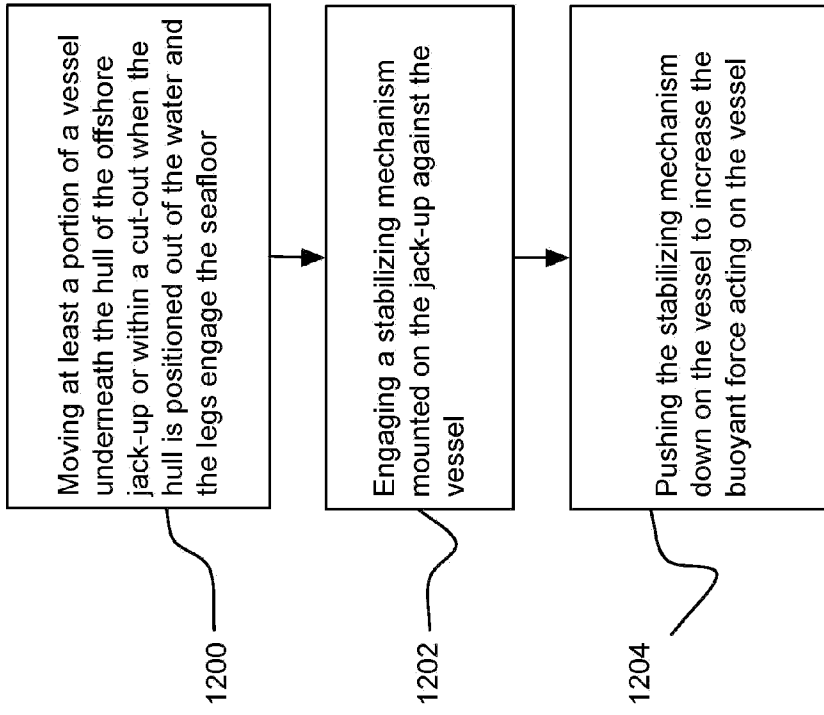 Moving at least a portion of a vessel
underneath the hull of the offshore
jack-up or within a cut-out when the
hull is positioned out of the water and
the legs engage the seafloor
1200
Engaging a stabilizing mechanism
mounted on the jack-up against the
vessel
1202
Pushing the stabilizing mechanism
down on the vessel to increase the
buoyant force acting on the vessel
1204